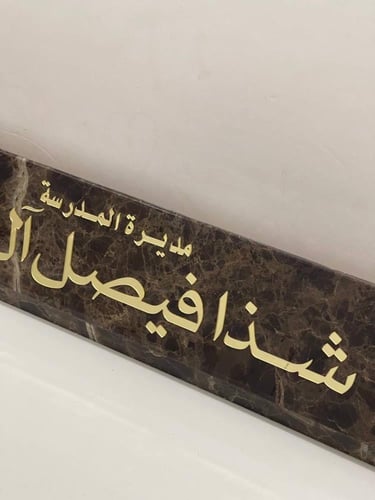 مديرة المدرسة
شذا فيصل آل